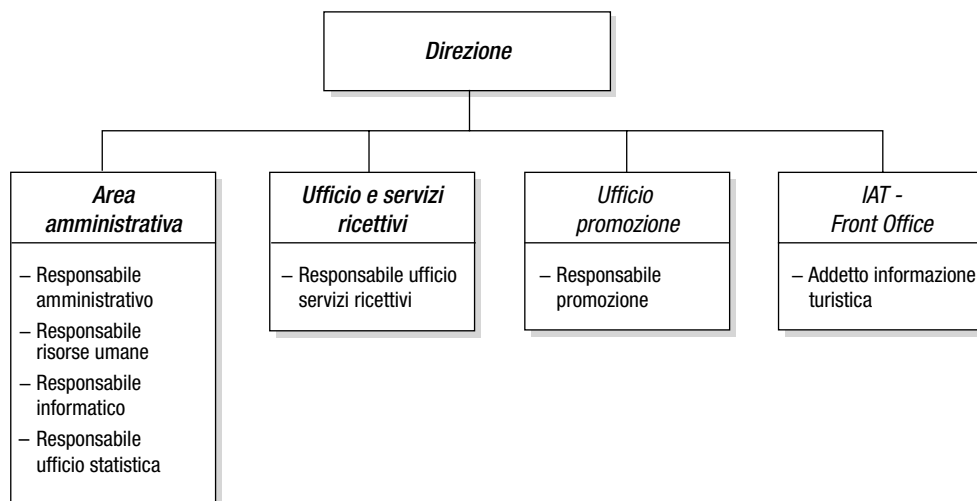 Direzione
Area
amministrativa
– Responsabile
amministrativo
– Responsabile
risorse umane
– Responsabile
informatico
– Responsabile
ufficio statistica
Ufficio e servizi
ricettivi
– Responsabile ufficio
servizi ricettivi
Ufficio
promozione
– Responsabile
promozione
IAT -
Front Office
– Addetto informazione
turistica